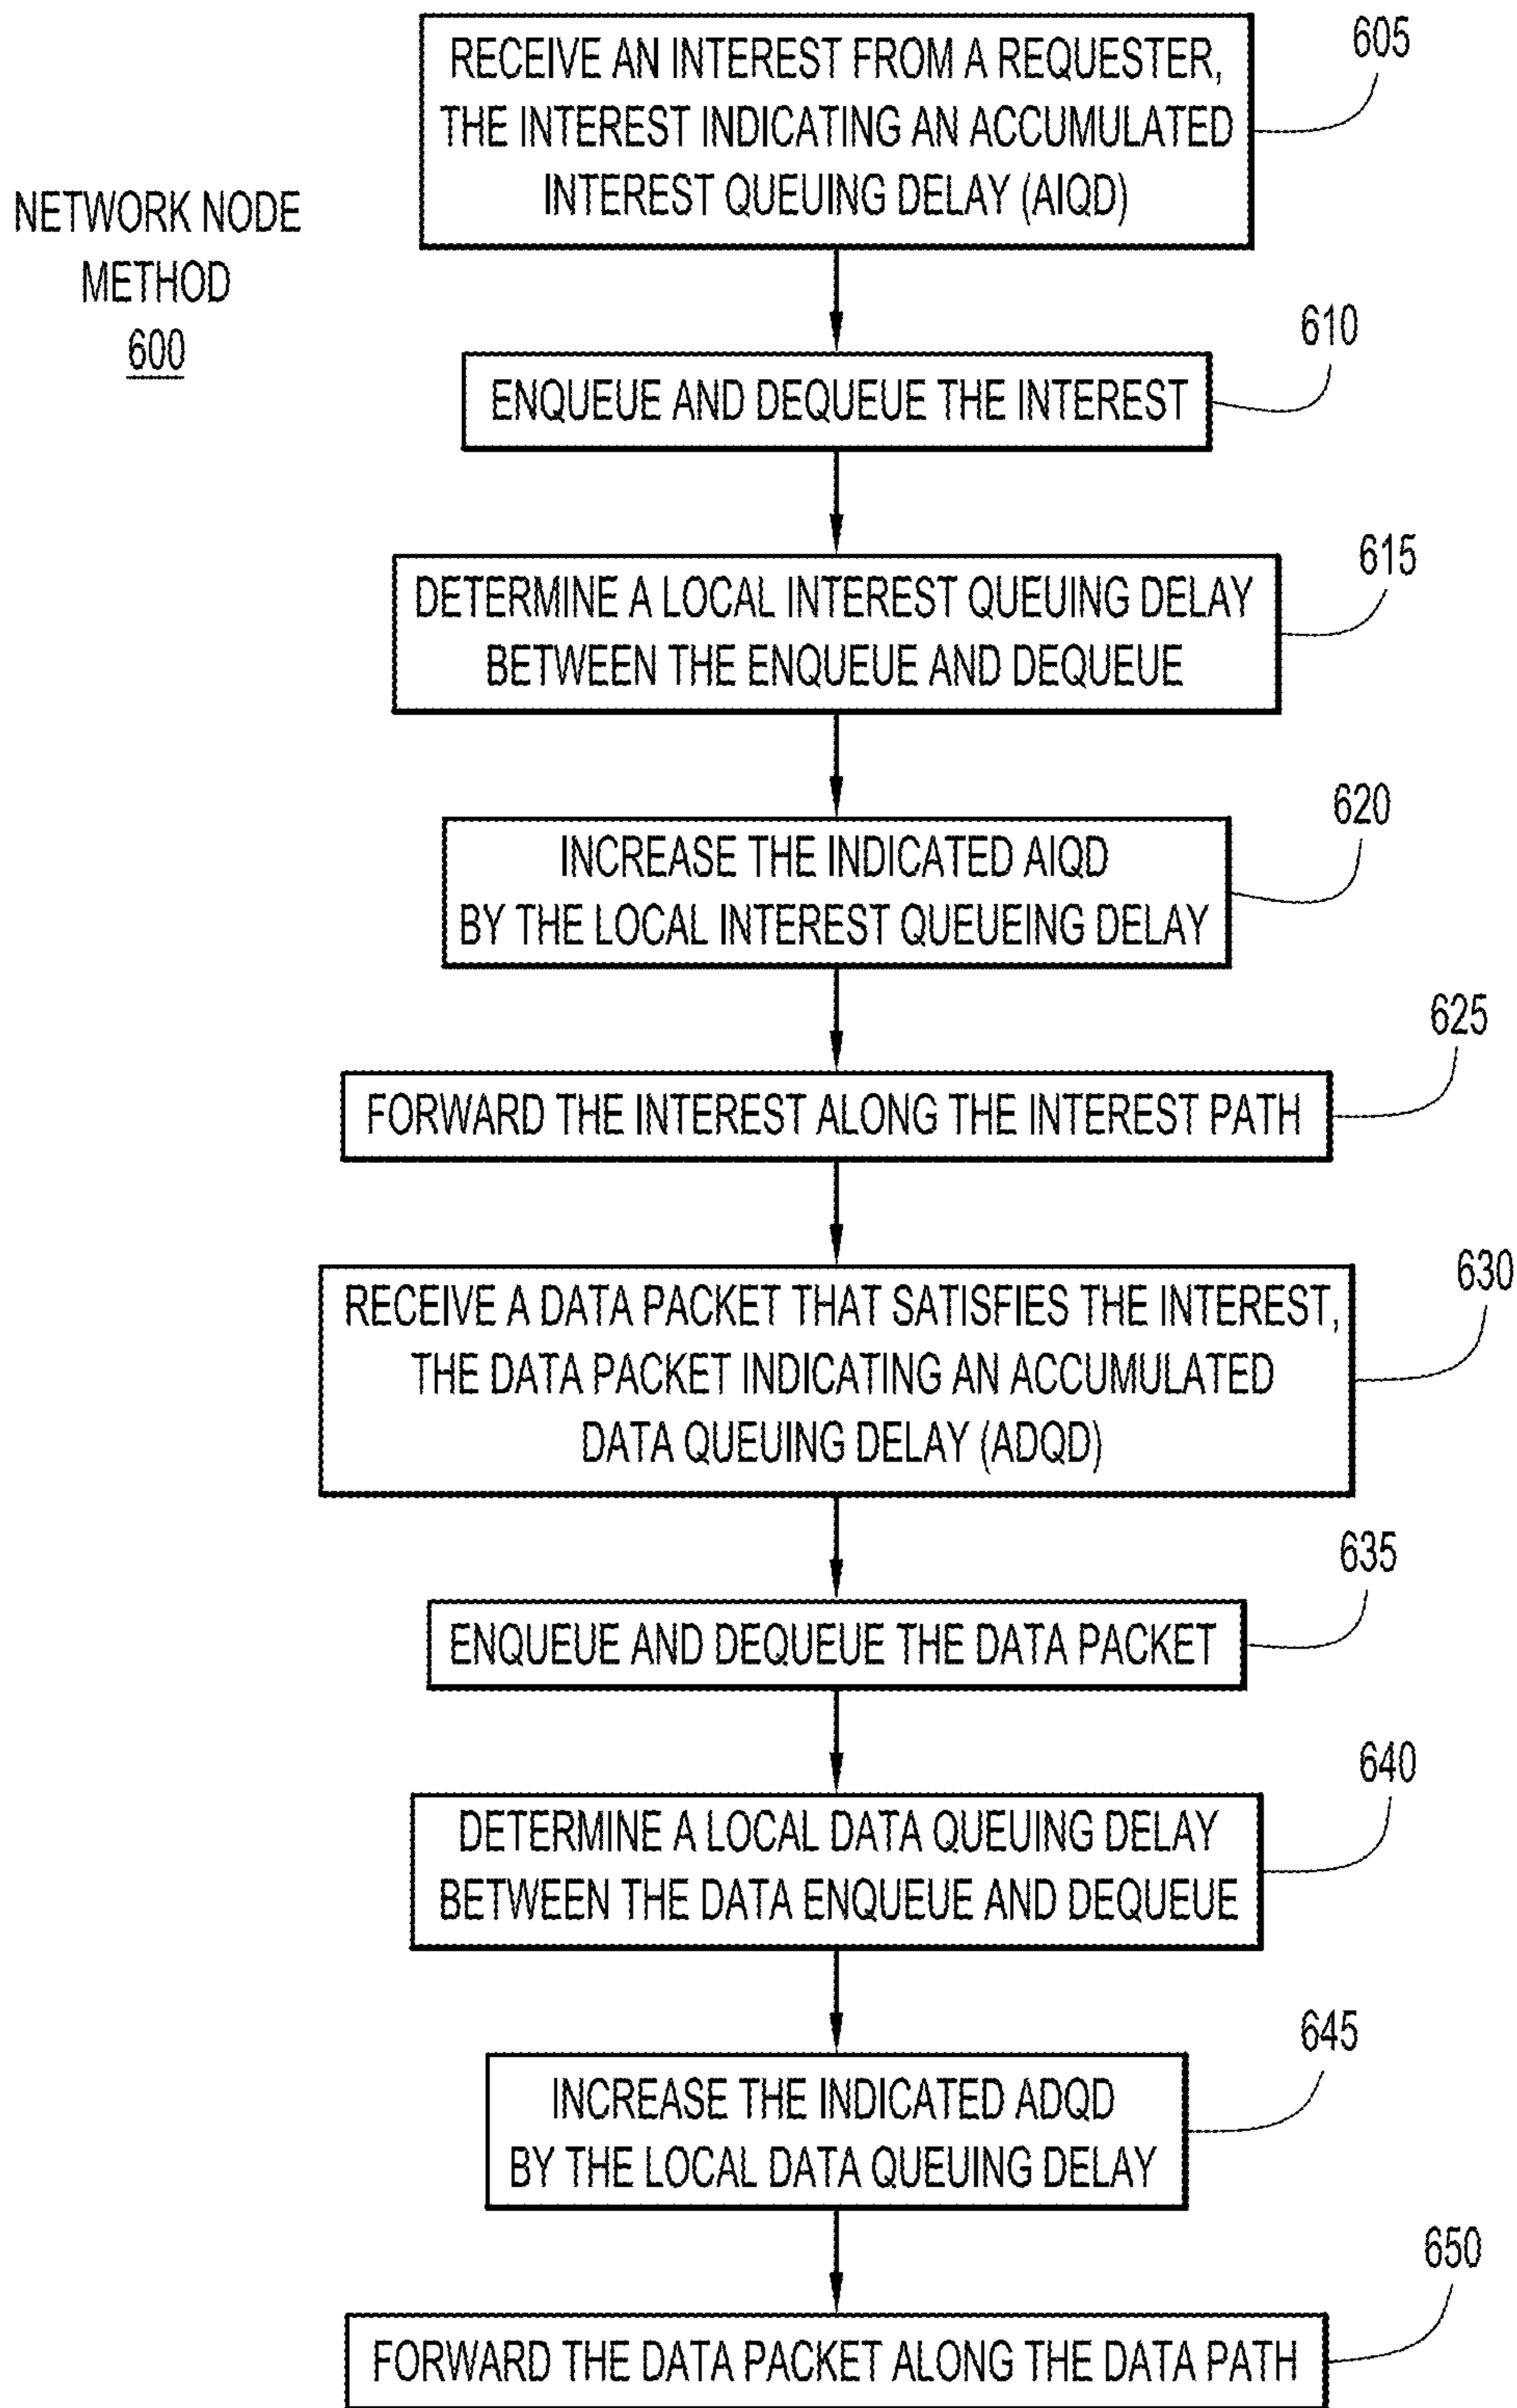 NETWORK NODE
METHOD
600
RECEIVE AN INTEREST FROM A REQUESTER,
THE INTEREST INDICATING AN ACCUMULATED
INTEREST QUEUING DELAY (AIQD)
605
ENQUEUE AND DEQUEUE THE INTEREST
610
DETERMINE A LOCAL INTEREST QUEUING DELAY
BETWEEN THE ENQUEUE AND DEQUEUE
615
INCREASE THE INDICATED AIQD
BY THE LOCAL INTEREST QUEUEING DELAY
620
FORWARD THE INTEREST ALONG THE INTEREST PATH
625
RECEIVE A DATA PACKET THAT SATISFIES THE INTEREST,
THE DATA PACKET INDICATING AN ACCUMULATED
DATA QUEUING DELAY (ADQD)
630
ENQUEUE AND DEQUEUE THE DATA PACKET
635
DETERMINE A LOCAL DATA QUEUING DELAY
BETWEEN THE DATA ENQUEUE AND DEQUEUE
640
INCREASE THE INDICATED ADQD
BY THE LOCAL DATA QUEUING DELAY
645
FORWARD THE DATA PACKET ALONG THE DATA PATH
650